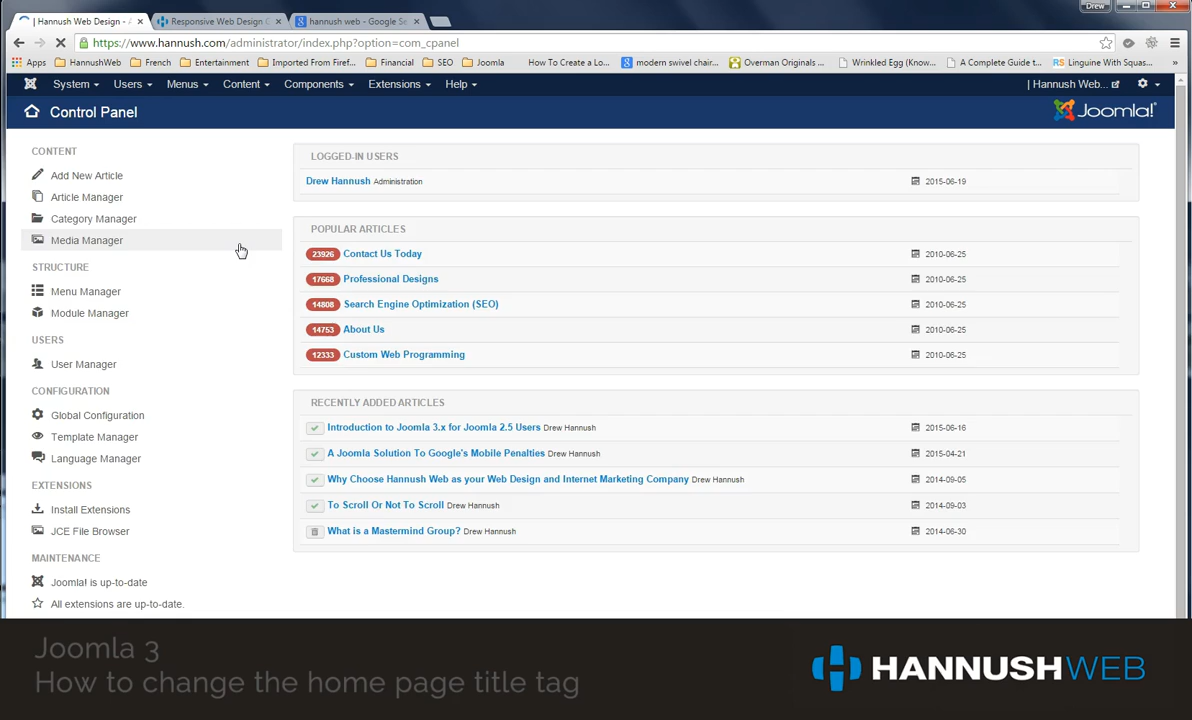 Drew
| Hannush Web Design - A
Responsive Web Design C
hannush web - Google Se
https://www.hannush.com/administrator/index.php?option=com_cpanel
Apps HannushWeb French Entertainment Imported From Firef... Financial SEO Joomla How To Create a Lo... modern swivel chair... Overman Originals ... Wrinkled Egg (Know... A Complete Guide t... RS Linguine With Squas... »
System Users Menus Content Components Extensions Help | Hannush Web...
Control Panel Joomla!®
CONTENT
Add New Article
Article Manager
Category Manager
Media Manager
STRUCTURE
Menu Manager
Module Manager
USERS
User Manager
CONFIGURATION
Global Configuration
Template Manager
Language Manager
EXTENSIONS
Install Extensions
JCE File Browser
MAINTENANCE
Joomla! is up-to-date
All extensions are up-to-date.
LOGGED-IN USERS
Drew Hannush Administration 2015-06-19
POPULAR ARTICLES
23926 Contact Us Today 2010-06-25
17668 Professional Designs 2010-06-25
14808 Search Engine Optimization (SEO) 2010-06-25
14753 About Us 2010-06-25
12333 Custom Web Programming 2010-06-25
RECENTLY ADDED ARTICLES
Introduction to Joomla 3.x for Joomla 2.5 Users Drew Hannush 2015-06-16
A Joomla Solution To Google's Mobile Penalties Drew Hannush 2015-04-21
Why Choose Hannush Web as your Web Design and Internet Marketing Company Drew Hannush 2014-09-05
To Scroll Or Not To Scroll Drew Hannush 2014-09-03
What is a Mastermind Group? Drew Hannush 2014-06-30
Joomla 3
How to change the home page title tag
HANNUSHWEB